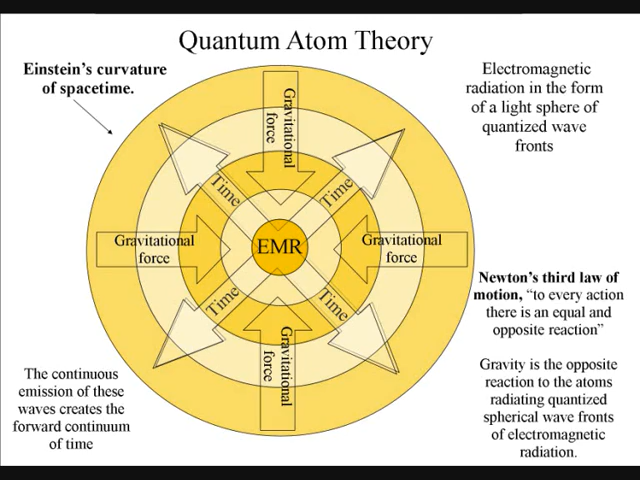 Quantum Atom Theory
Einstein's curvature
of spacetime.
Electromagnetic
radiation in the form
of a light sphere of
quantized wave
fronts
Gravitational
force
Time
Time
Gravitational
force
EMR
Gravitational
force
Time
Time
Gravitational
force
Newton's third law of
motion, “to every action
there is an equal and
opposite reaction”
The continuous
emission of these
waves creates the
forward continuum
of time
Gravity is the opposite
reaction to the atoms
radiating quantized
spherical wave fronts
of electromagnetic
radiation.